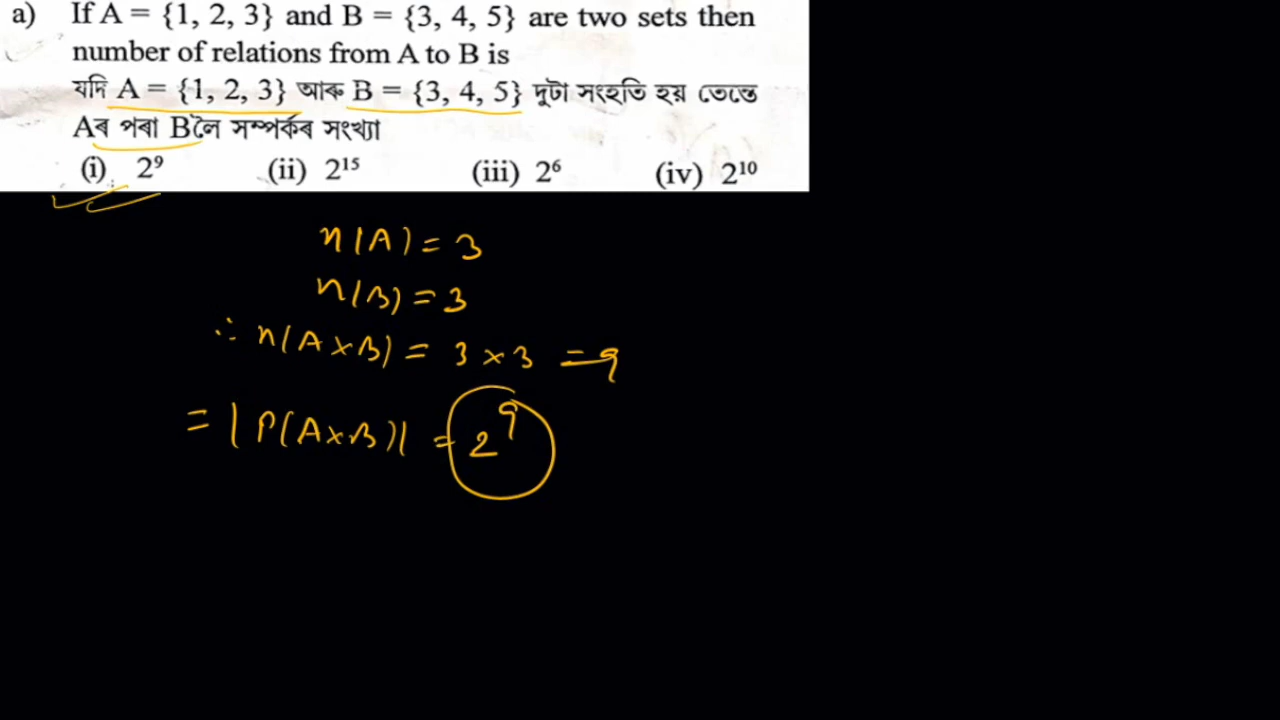 a) If A = {1, 2, 3} and B = {3, 4, 5} are two sets then
number of relations from A to B is
যদি A = {1, 2, 3} আৰু B = {3, 4, 5} দুটা সংহতি হয় তেন্তে
Aৰ পৰা Bলৈ সম্পৰ্কৰ সংখ্যা
(i) 2⁹ (ii) 2¹⁵ (iii) 2⁶ (iv) 2¹⁰
n(A) = 3
n(B) = 3
∴ n(A×B) = 3 × 3 = 9
= |P(A×B)| = 2⁹